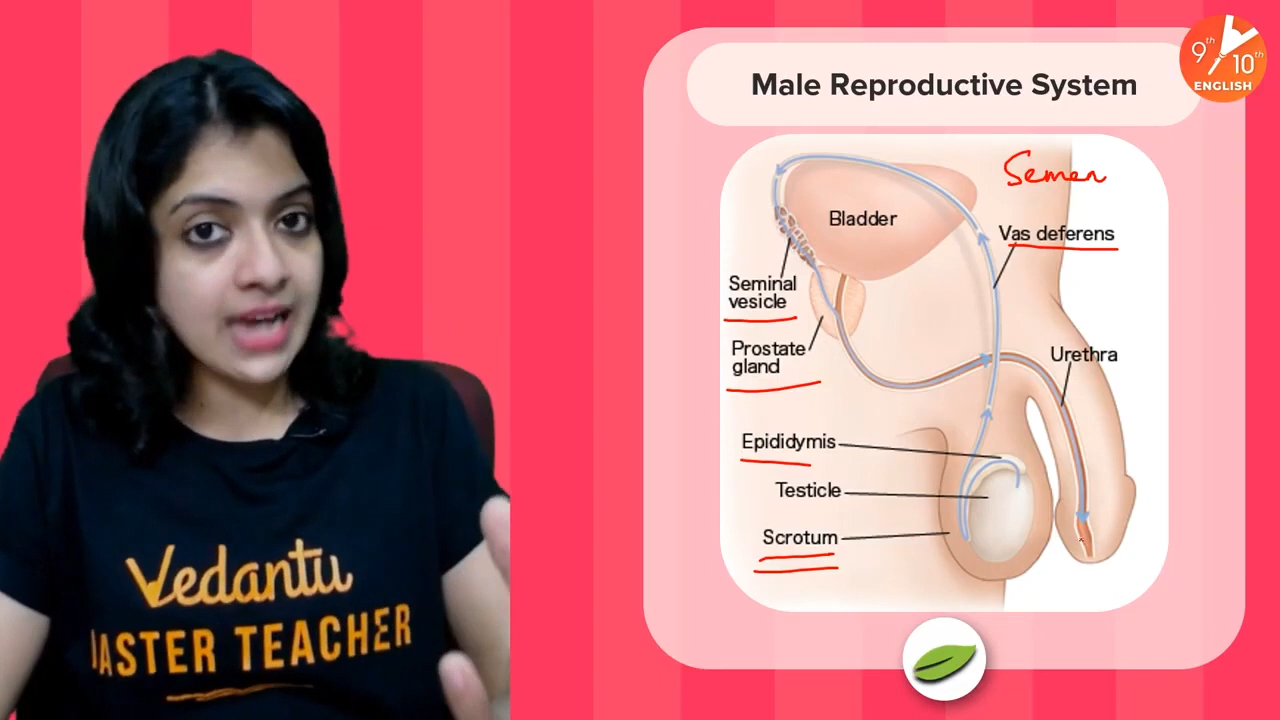 Male Reproductive System
9th
10th
ENGLISH
Semen
Bladder
Vas deferens
Seminal
vesicle
Prostate
gland
Urethra
Epididymis
Testicle
Scrotum
Vedantu
MASTER TEACHER